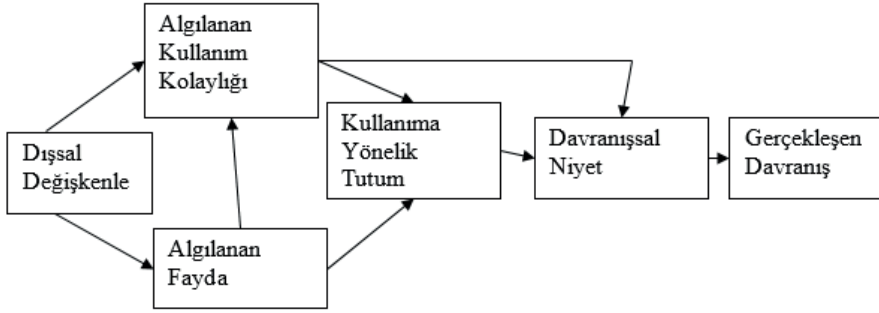 Algılanan
Kullanım
Kolaylığı
Dışsal
Değişkenle
Algılanan
Fayda
Kullanıma
Yönelik
Tutum
Davranışsal
Niyet
Gerçekleşen
Davranış